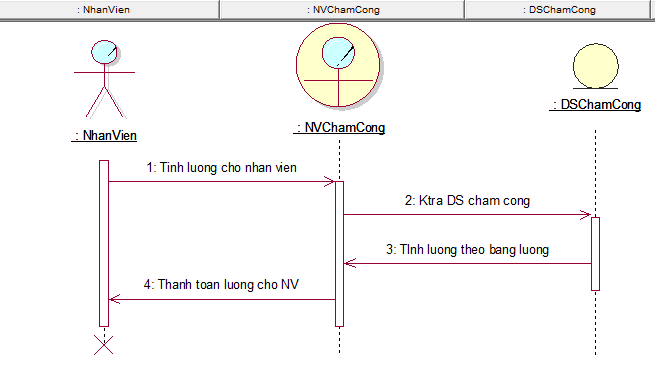 : NhanVien
: NVChamCong
: DSChamCong
: NhanVien
: NVChamCong
: DSChamCong
1: Tinh luong cho nhan vien
2: Ktra DS cham cong
3: TInh luong theo bang luong
4: Thanh toan luong cho NV